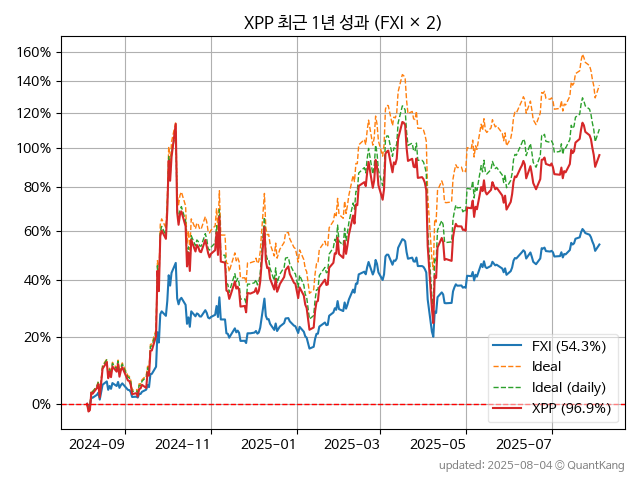 XPP 최근 1년 성과 (FXI × 2)
160%
140%
120%
100%
80%
60%
40%
20%
0%
FXI (54.3%)
Ideal
Ideal (daily)
XPP (96.9%)
2024-09
2024-11
2025-01
2025-03
2025-05
2025-07
updated: 2025-08-04 © QuantKang